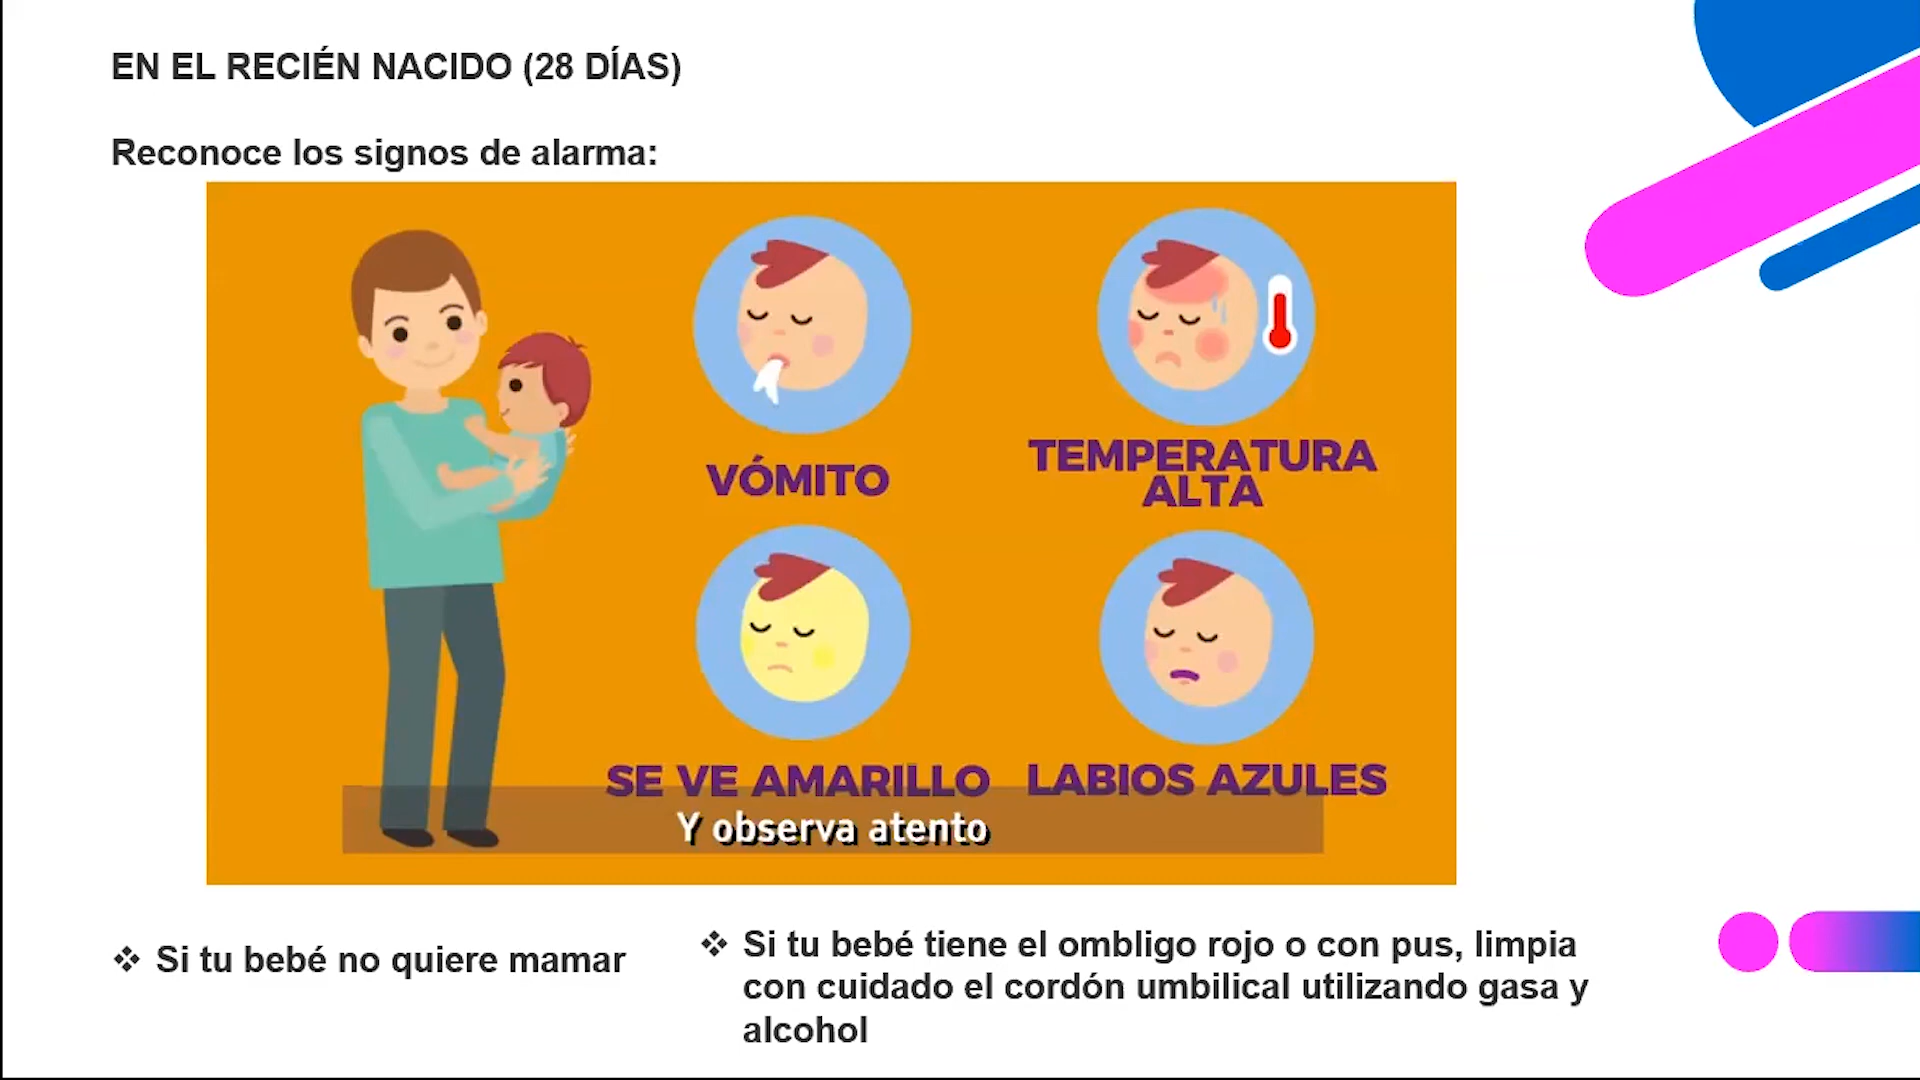 EN EL RECIÉN NACIDO (28 DÍAS)
Reconoce los signos de alarma:
VÓMITO
TEMPERATURA
ALTA
SE VE AMARILLO
LABIOS AZULES
Y observa atento
❖ Si tu bebé no quiere mamar
❖ Si tu bebé tiene el ombligo rojo o con pus, limpia
con cuidado el cordón umbilical utilizando gasa y
alcohol